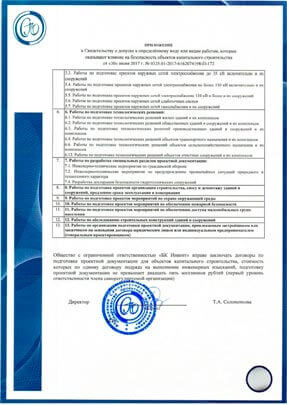 ПРИЛОЖЕНИЕ
к Свидетельству о допуске к определённому виду или видам работ, которые
оказывают влияние на безопасность объектов капитального строительства
от «30» июня 2017 г.
5.3. Работы по подготовке проектов наружных сетей электроснабжения до 35 кВ включительно и их
сооружений
5.4. Работы по подготовке проектов наружных сетей электроснабжения не более 110 кВ включительно и их
сооружений
5.5. Работы по подготовке проектов наружных сетей электроснабжения 110 кВ и более и их сооружений
5.6. Работы по подготовке проектов наружных сетей слаботочных систем
5.7. Работы по подготовке проектов наружных сетей газоснабжения и их сооружений
6. Работы по подготовке технологических решений:
6.1. Работы по подготовке технологических решений жилых зданий и их комплексов
6.2. Работы по подготовке технологических решений общественных зданий и сооружений и их комплексов
6.3. Работы по подготовке технологических решений производственных зданий и сооружений и их
комплексов
6.4. Работы по подготовке технологических решений объектов транспортного назначения и их комплексов
6.6. Работы по подготовке технологических решений объектов сельскохозяйственного назначения и их
комплексов
6.12. Работы по подготовке технологических решений объектов очистных сооружений и их комплексов
7 7. Работы по разработке специальных разделов проектной документации:
7.1. Инженерно-технические мероприятия по гражданской обороне
7.2. Инженерно-технические мероприятия по предупреждению чрезвычайных ситуаций природного и
техногенного характера
7.4. Разработка декларации безопасности гидротехнических сооружений
8 8. Работы по подготовке проектов организации строительства, сносу и демонтажу зданий и
сооружений, продлению срока эксплуатации и консервации
9 9. Работы по подготовке проектов мероприятий по охране окружающей среды
10 10. Работы по подготовке проектов мероприятий по обеспечению пожарной безопасности
11 11. Работы по подготовке проектов мероприятий по обеспечению доступа маломобильных групп
населения
12 12. Работы по обследованию строительных конструкций зданий и сооружений
13 13. Работы по организации подготовки проектной документации, привлекаемым застройщиком или
заказчиком на основании договора юридическим лицом или индивидуальным предпринимателем
(генеральным проектировщиком)
Общество с ограниченной ответственностью «БК Инвент» вправе заключать договоры по
подготовке проектной документации для объектов капитального строительства, стоимость
которых по одному договору подряда на выполнение инженерных изысканий, подготовку
проектной документации не превышает двадцать пять миллионов рублей (первый уровень
ответственности члена саморегулируемой организации)
Директор
Т.А.